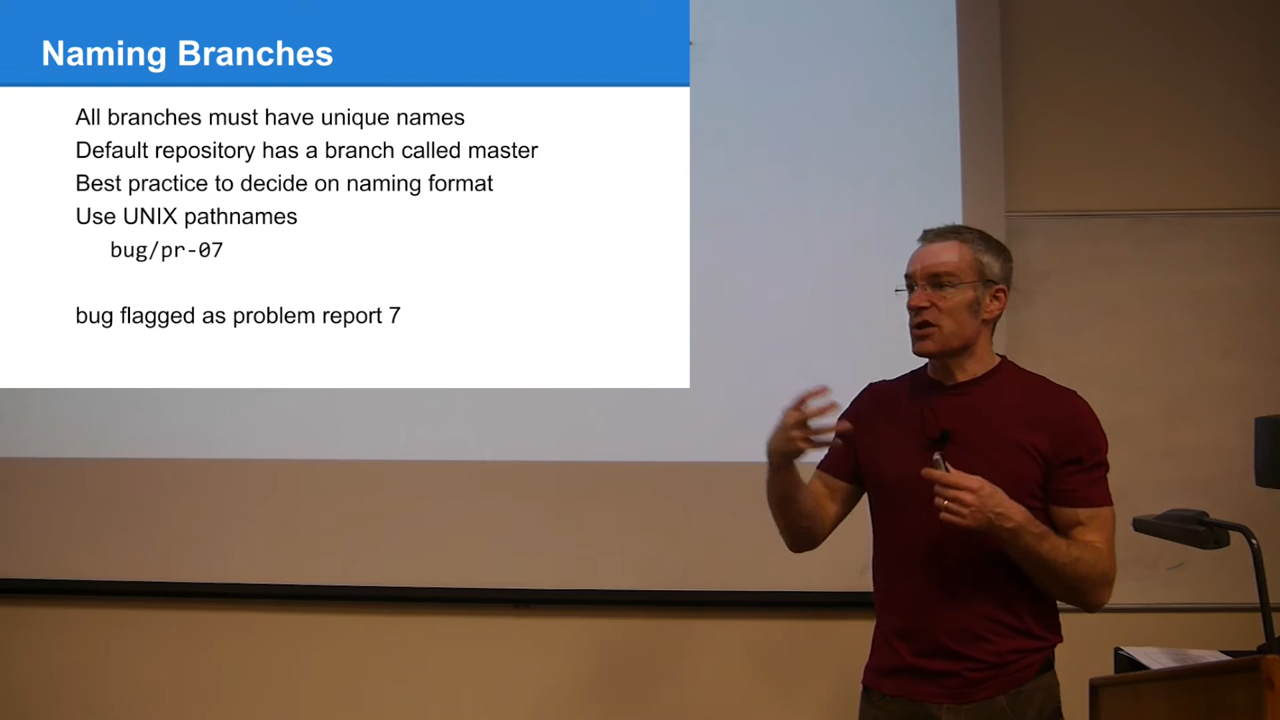 Naming Branches
All branches must have unique names
Default repository has a branch called master
Best practice to decide on naming format
Use UNIX pathnames
bug/pr-07
bug flagged as problem report 7